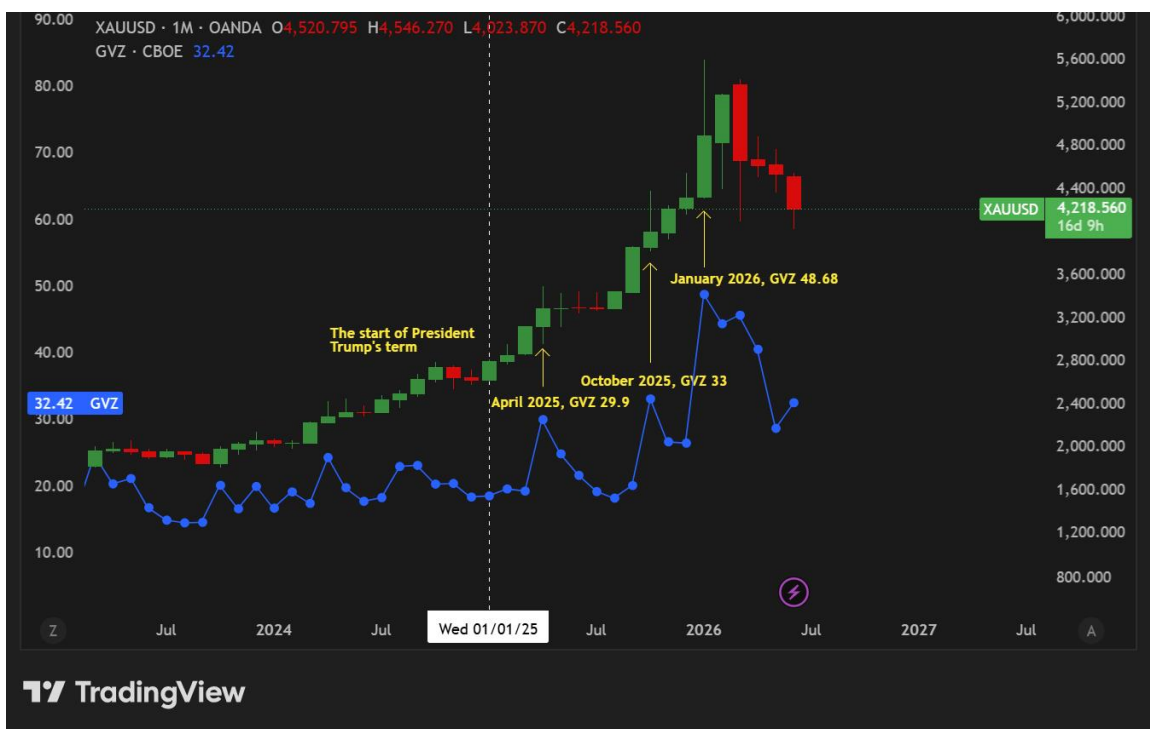 90.00
XAUUSD · 1M · OANDA O4,520.795 H4,546.270 L4,023.870 C4,218.560
6,000.000
GVZ · CBOE 32.42
5,600.000
80.00
5,200.000
70.00
4,800.000
4,400.000
60.00
XAUUSD 4,218.560
16d 9h
50.00
January 2026, GVZ 48.68
3,600.000
3,200.000
The start of President
Trump's term
40.00
2,800.000
October 2025, GVZ 33
32.42 GVZ
April 2025, GVZ 29.9
2,400.000
30.00
2,000.000
20.00
1,600.000
1,200.000
10.00
800.000
Z Jul 2024 Jul Wed 01/01/25 Jul 2026 Jul 2027 Jul A
TradingView